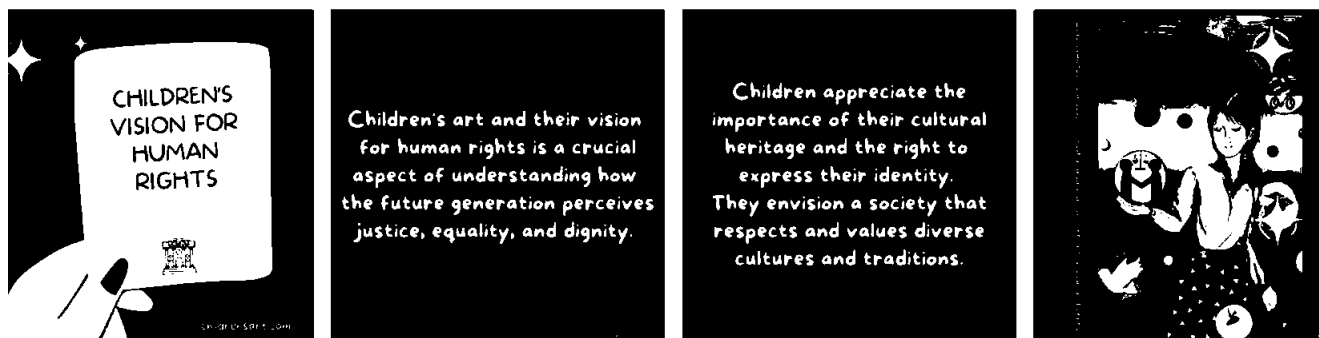 CHILDREN'S
VISION FOR
HUMAN
RIGHTS
Children's art and their vision
for human rights is a crucial
aspect of understanding how
the future generation perceives
justice, equality, and dignity.
Children appreciate the
importance of their cultural
heritage and the right to
express their identity.
They envision a society that
respects and values diverse
cultures and traditions.